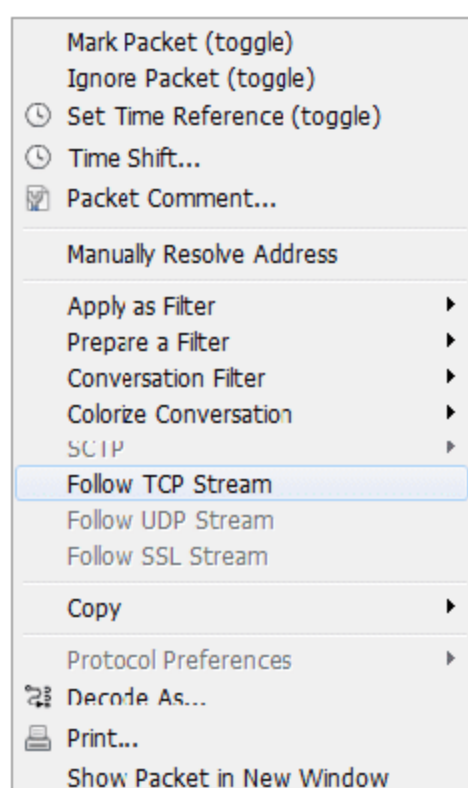 Mark Packet (toggle)
Ignore Packet (toggle)
Set Time Reference (toggle)
Time Shift...
Packet Comment...
Manually Resolve Address
Apply as Filter
Prepare a Filter
Conversation Filter
Colorize Conversation
SCTP
Follow TCP Stream
Follow UDP Stream
Follow SSL Stream
Copy
Protocol Preferences
Decode As...
Print...
Show Packet in New Window